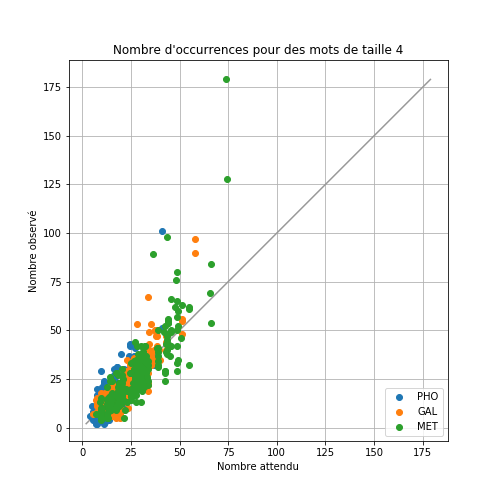 Nombre d'occurrences pour des mots de taille 4
175
150
125
100
75
50
25
0
Nombre observé
0 25 50 75 100 125 150 175
Nombre attendu
PHO
GAL
MET